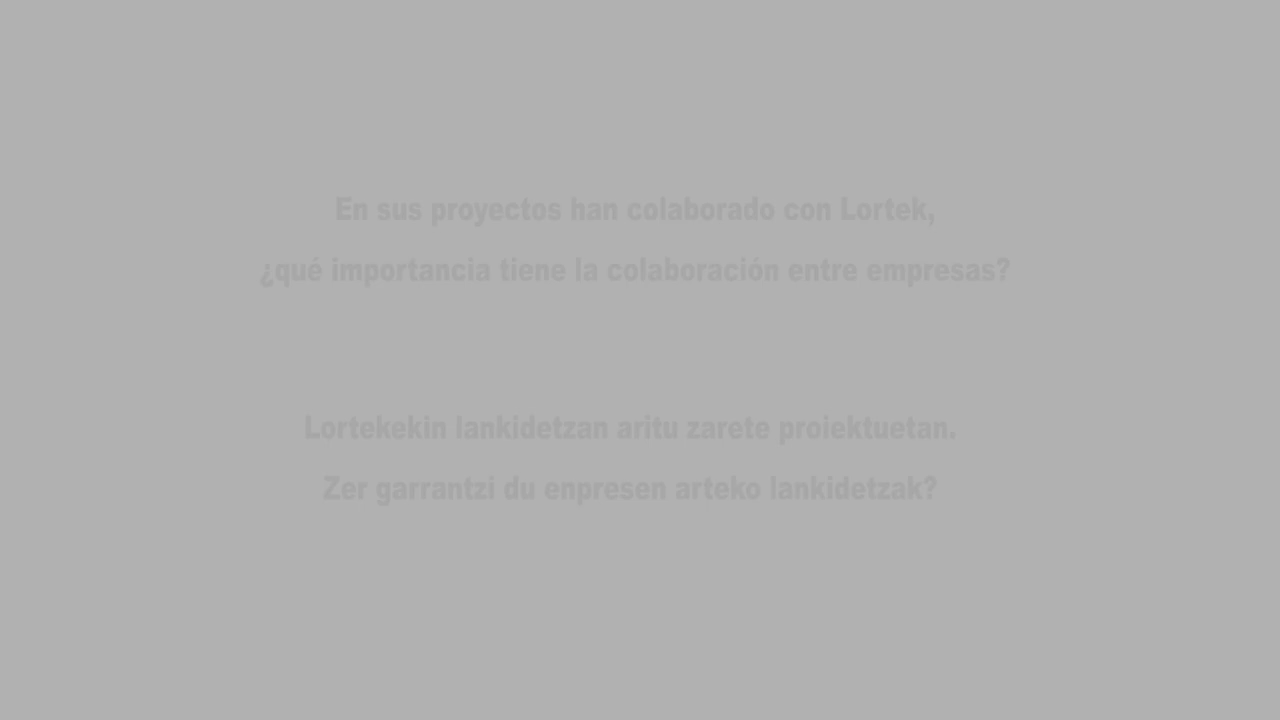 En sus proyectos han colaborado con Lortek,
¿qué importancia tiene la colaboración entre empresas?
Lortekekin lankidetzan aritu zarete proiektuetan.
Zer garrantzi du enpresen arteko lankidetzak?